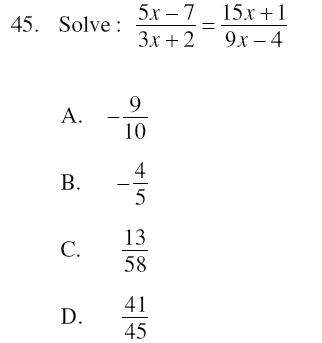 45. Solve : (5x – 7)/(3x + 2) = (15x + 1)/(9x – 4)
A. –9/10
B. –4/5
C. 13/58
D. 41/45